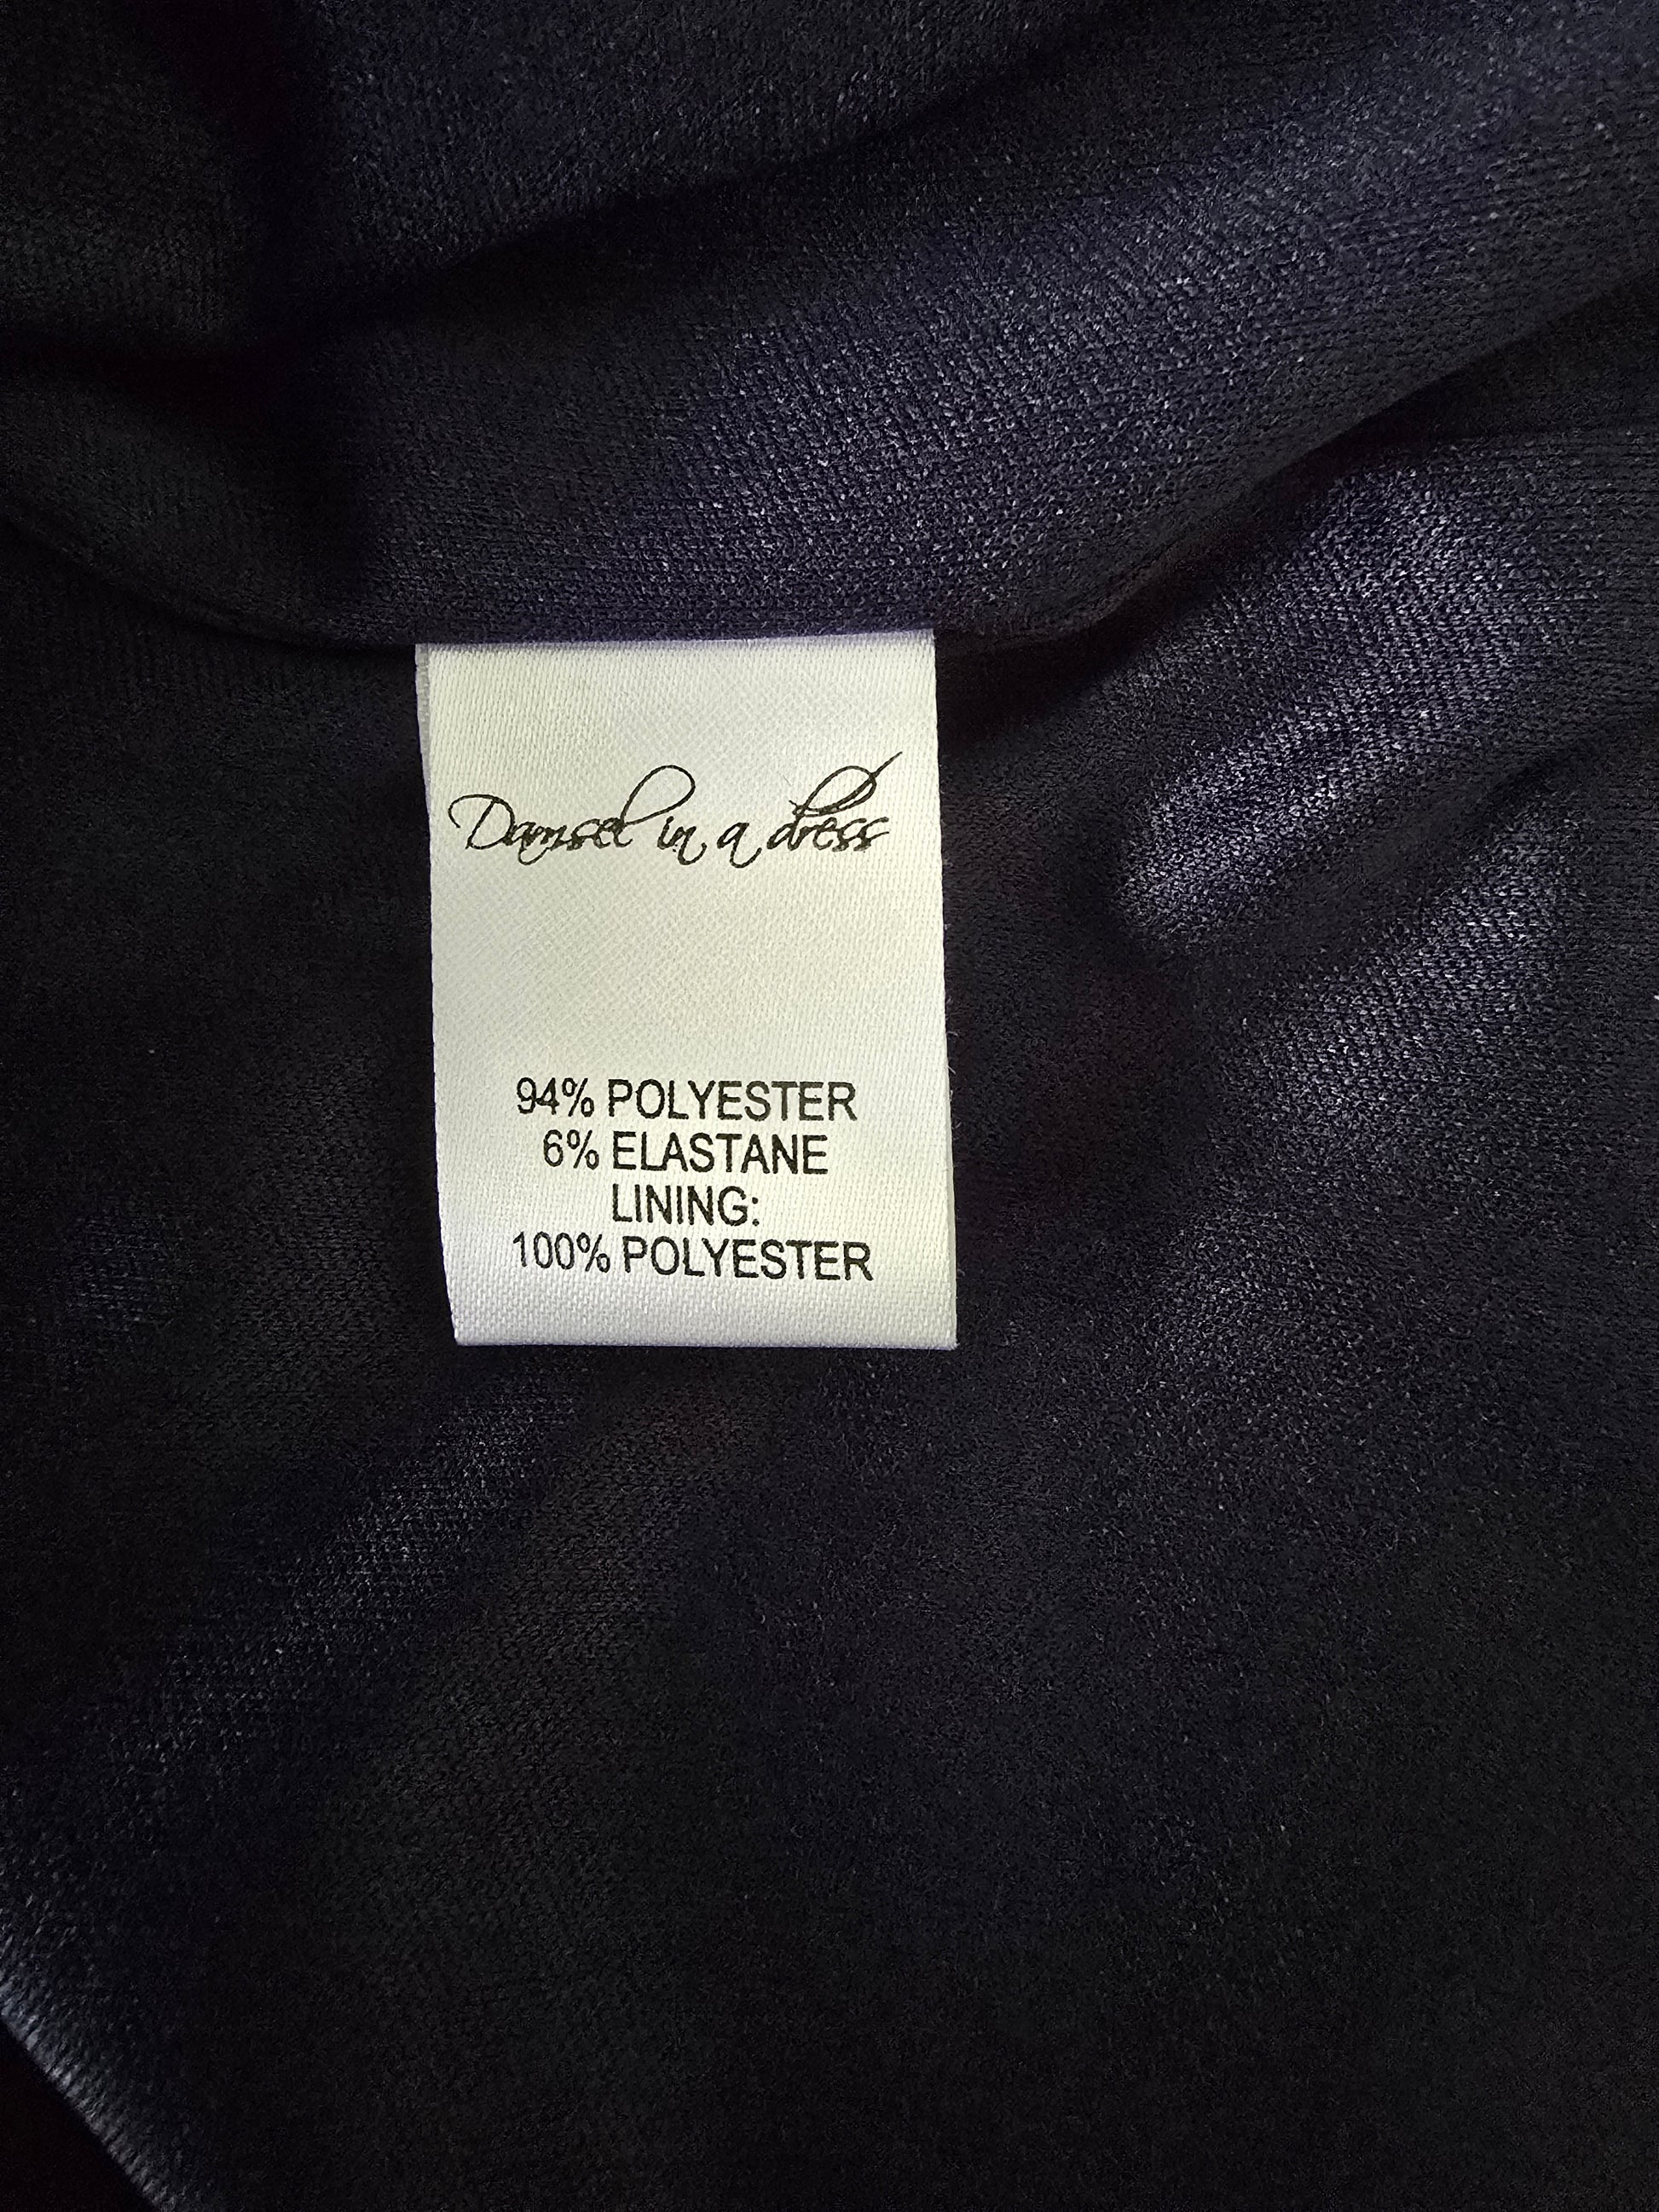 Damsel in a dress
94% POLYESTER
6% ELASTANE
LINING:
100% POLYESTER